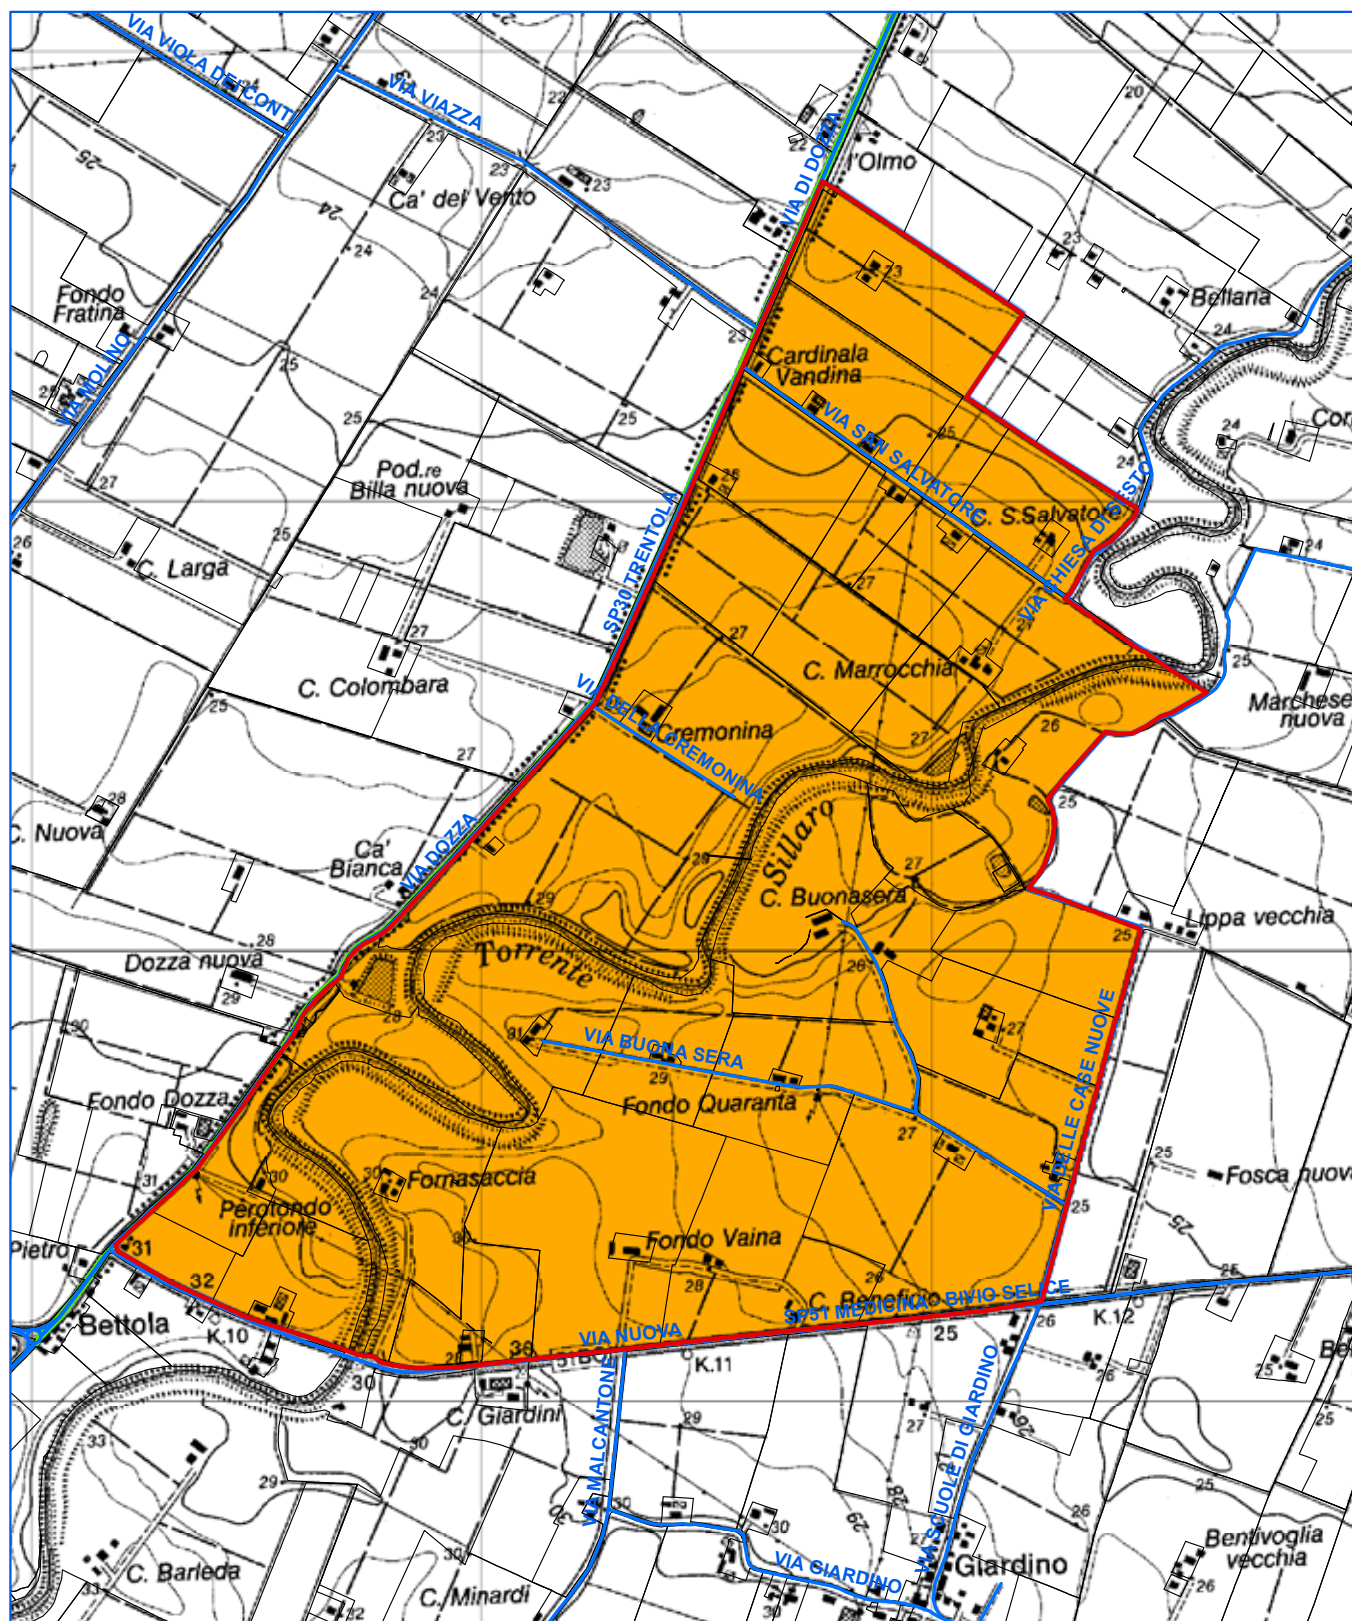 VIA VIOLA DEI CONTI
VIA VIAZZA
VIA DI DOZZA
l'Olmo
Ca' del Vento
Fondo
Fratina
Bellaria
VIA MOLINO
Cardinala
Vandina
VIA SAN SALVATORE
C. S.Salvatore
VIA CHIESA DI SESTO
Pod.re
Billa nuova
SP30 TRENTOLA
C. Larga
C. Colombara
C. Marrocchia
Marchese
nuova
VIA DELLA CREMONINA
Cremonina
C. Nuova
Ca'
Bianca
VIA DOZZA
Sillaro
C. Buonasera
Lippa vecchia
Torrente
Dozza nuova
VIA BUONA SERA
VIA DELLE CASE NUOVE
Fondo Dozza
Fondo Quaranta
Fornasaccia
Fosca nuova
Perotondo
inferiore
Pietro
Fondo Vaina
C. Beneficio
SP51 MEDICINA - BIVIO SELICE
Bettola
K.10
VIA NUOVA
K.11
K.12
C. Giardini
VIA MALCANTONE
VIA SCUOLE DI GIARDINO
C. Barleda
C. Minardi
VIA GIARDINO
Giardino
Bentivoglia
vecchia